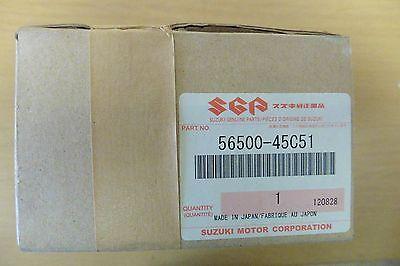 SGP スズキ純正部品
SUZUKI GENUINE PARTS/PIÈCES D'ORIGINE DE SUZUKI
PART NO.
56500-45C51
QUANTITY
(QUANTITÉ)
1
120828
MADE IN JAPAN/FABRIQUE AU JAPON
SUZUKI MOTOR CORPORATION